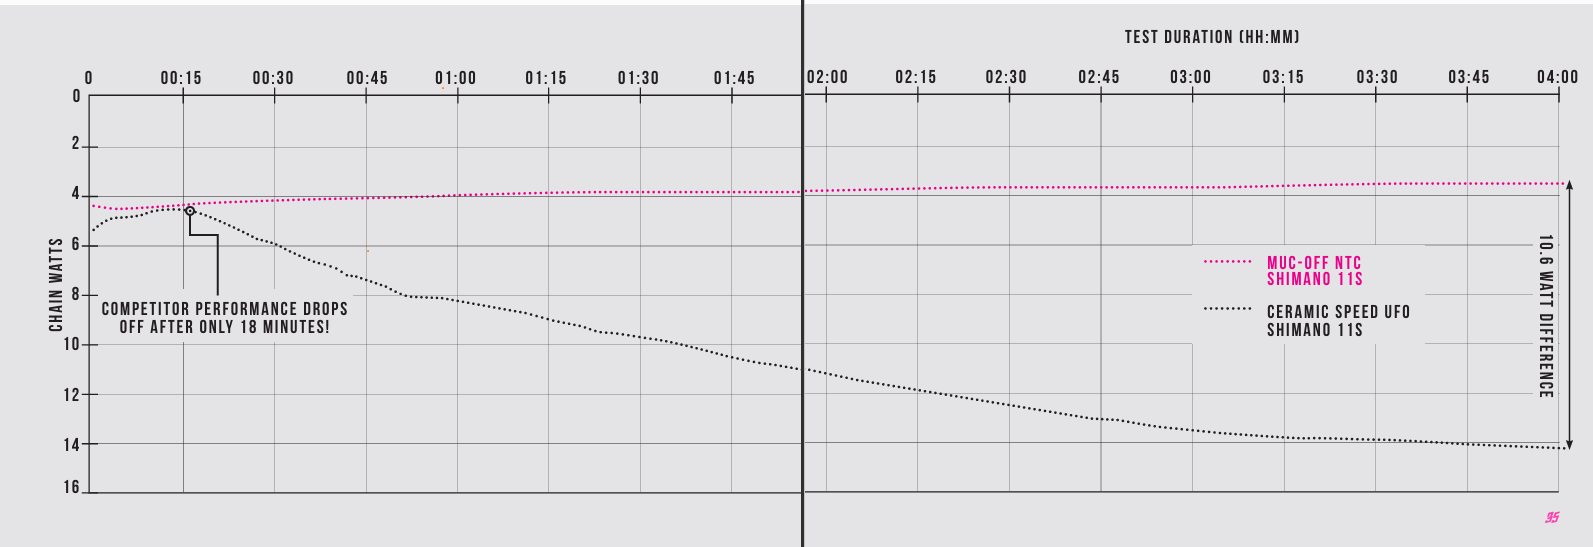 TEST DURATION (HH:MM)
0 00:15 00:30 00:45 01:00 01:15 01:30 01:45 02:00 02:15 02:30 02:45 03:00 03:15 03:30 03:45 04:00
0
2
4
6
8
10
12
14
16
CHAIN WATTS
COMPETITOR PERFORMANCE DROPS
OFF AFTER ONLY 18 MINUTES!
MUC-OFF NTC
SHIMANO 11S
CERAMIC SPEED UFO
SHIMANO 11S
10.6 WATT DIFFERENCE
95